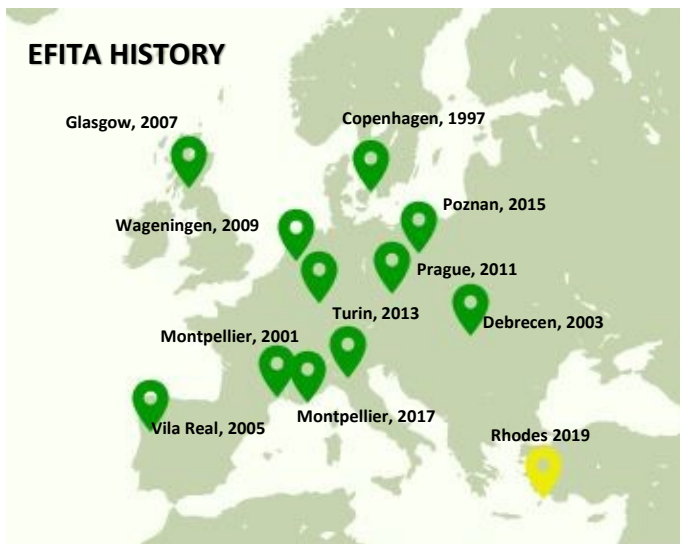 EFITA HISTORY
Glasgow, 2007
Copenhagen, 1997
Wageningen, 2009
Poznan, 2015
Prague, 2011
Turin, 2013
Debrecen, 2003
Montpellier, 2001
Montpellier, 2017
Vila Real, 2005
Rhodes 2019